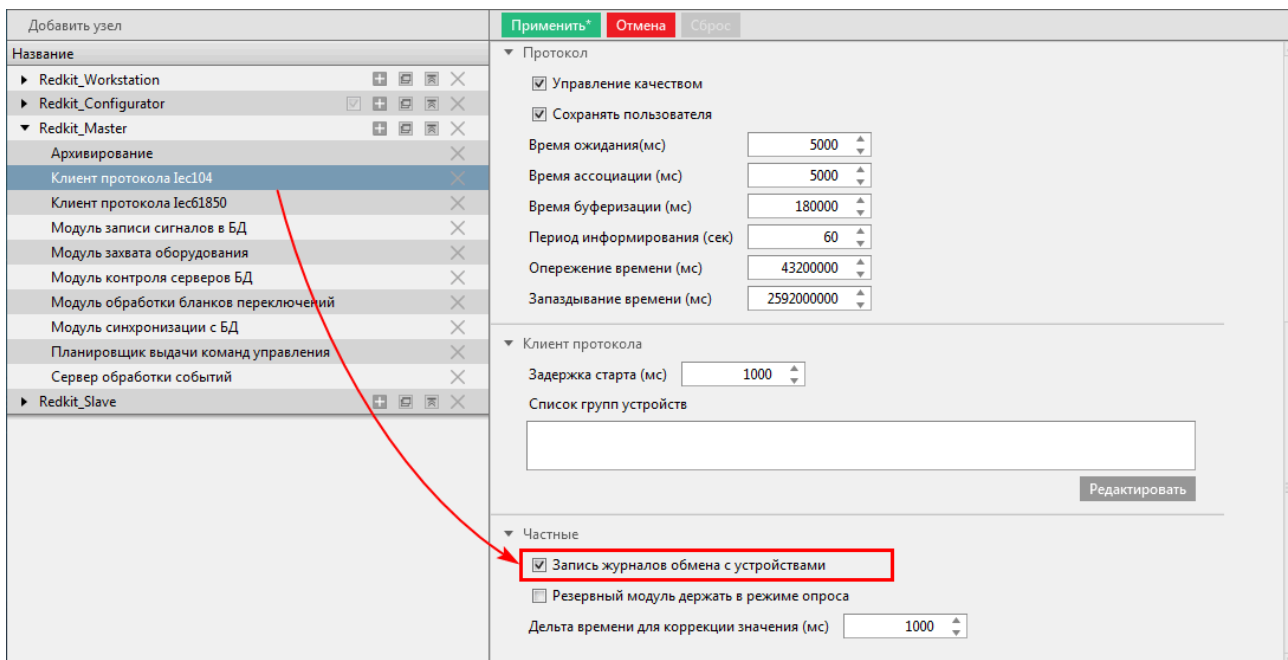 Добавить узел
Название
Redkit_Workstation
Redkit_Configurator
Redkit_Master
Архивирование
Клиент протокола Iec104
Клиент протокола Iec61850
Модуль записи сигналов в БД
Модуль захвата оборудования
Модуль контроля серверов БД
Модуль обработки бланков переключений
Модуль синхронизации с БД
Планировщик выдачи команд управления
Сервер обработки событий
Redkit_Slave
Применить* Отмена Сброс
Протокол
Управление качеством
Сохранять пользователя
Время ожидания(мс) 5000
Время ассоциации (мс) 5000
Время буферизации (мс) 180000
Период информирования (сек) 60
Опережение времени (мс) 43200000
Запаздывание времени (мс) 2592000000
Клиент протокола
Задержка старта (мс) 1000
Список групп устройств
Редактировать
Частные
Запись журналов обмена с устройствами
Резервный модуль держать в режиме опроса
Дельта времени для коррекции значения (мс) 1000